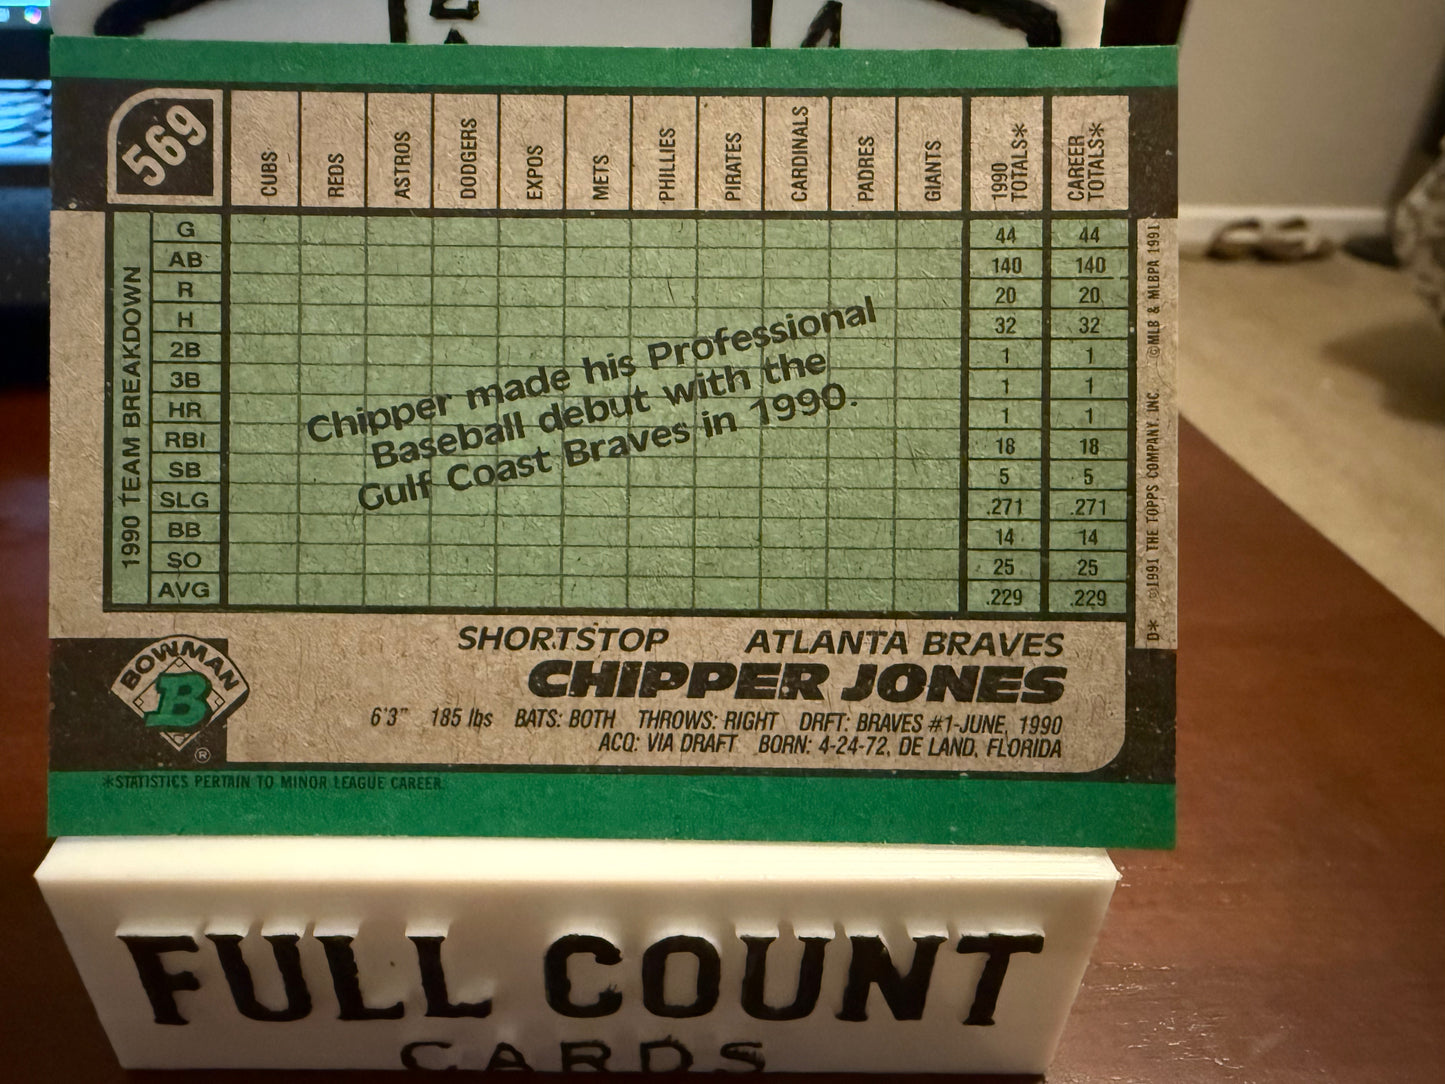 569
CUBS REDS ASTROS DODGERS EXPOS METS PHILLIES PIRATES CARDINALS PADRES GIANTS 1990 TOTALS* CAREER TOTALS*
1990 TEAM BREAKDOWN
G 44 44
AB 140 140
R 20 20
H 32 32
2B 1 1
3B 1 1
HR 1 1
RBI 18 18
SB 5 5
SLG .271 .271
BB 14 14
SO 25 25
AVG .229 .229
Chipper made his Professional
Baseball debut with the
Gulf Coast Braves in 1990.
D* ©1991 THE TOPPS COMPANY, INC. ©MLB & MLBPA 1991
SHORTSTOP ATLANTA BRAVES
CHIPPER JONES
6'3" 185 lbs BATS: BOTH THROWS: RIGHT DRFT: BRAVES #1-JUNE, 1990
ACQ: VIA DRAFT BORN: 4-24-72, DE LAND, FLORIDA
BOWMAN
B
®
*STATISTICS PERTAIN TO MINOR LEAGUE CAREER.
FULL COUNT
CARDS